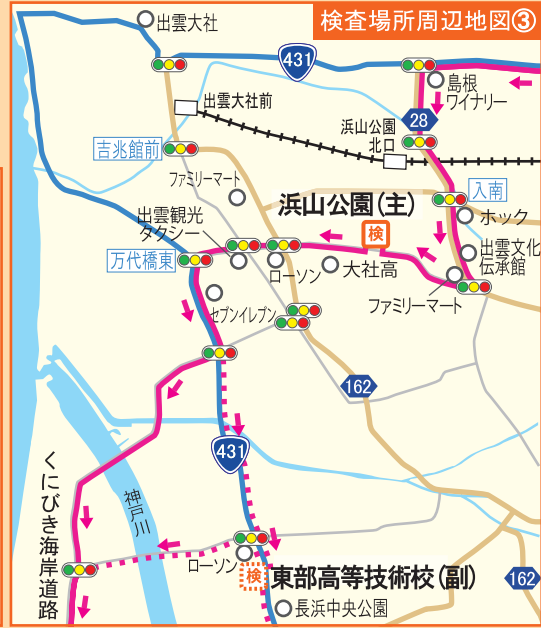 検査場所周辺地図③
出雲大社
431
島根
ワイナリー
出雲大社前
28
浜山公園
北口
吉兆館前
ファミリーマート
入南
浜山公園(主)
ホック
出雲観光
タクシー
検
出雲文化
伝承館
万代橋東
ローソン
大社高
ファミリーマート
セブンイレブン
162
431
くにびき海岸道路
神戸川
ローソン
検
東部高等技術校(副)
162
長浜中央公園